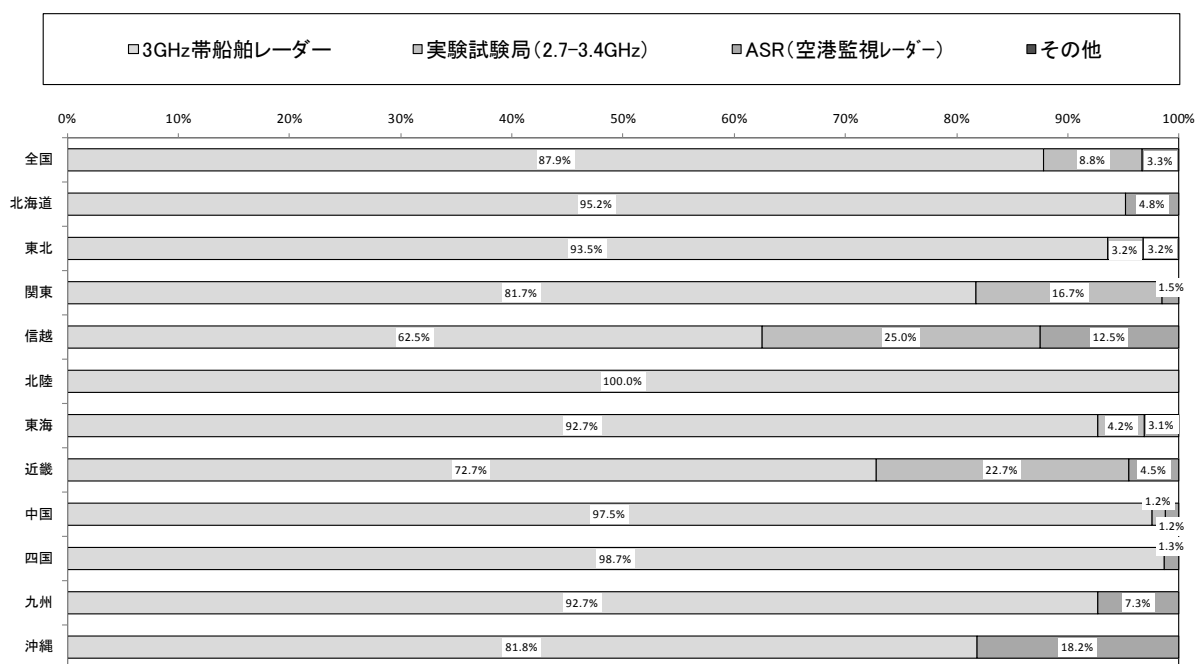 3GHz帯船舶レーダー 実験試験局(2.7-3.4GHz) ASR(空港監視レーダー) その他
0% 10% 20% 30% 40% 50% 60% 70% 80% 90% 100%
全国 87.9% 8.8% 3.3%
北海道 95.2% 4.8%
東北 93.5% 3.2% 3.2%
関東 81.7% 16.7% 1.5%
信越 62.5% 25.0% 12.5%
北陸 100.0%
東海 92.7% 4.2% 3.1%
近畿 72.7% 22.7% 4.5%
中国 97.5% 1.2% 1.2%
四国 98.7% 1.3%
九州 92.7% 7.3%
沖縄 81.8% 18.2%